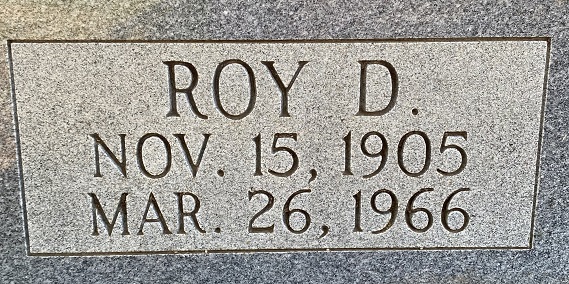 ROY D.
NOV. 15, 1905
MAR. 26, 1966